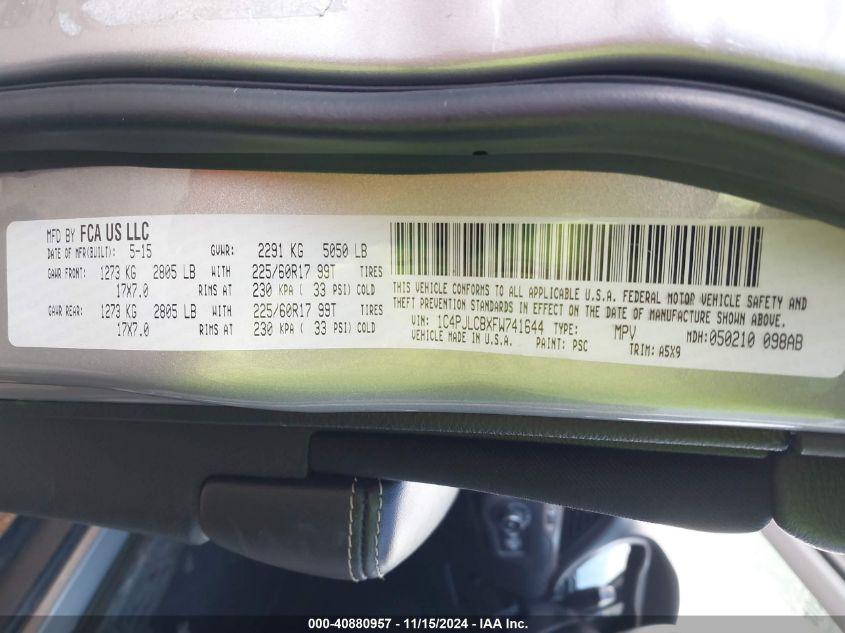 MFD BY FCA US LLC
DATE OF MFR(BUILT): 5-15 GVWR: 2291 KG 5050 LB
GAWR FRONT: 1273 KG 2805 LB WITH 225/60R17 99T TIRES
17X7.0 RIMS AT 230 KPA ( 33 PSI) COLD
GAWR REAR: 1273 KG 2805 LB WITH 225/60R17 99T TIRES
17X7.0 RIMS AT 230 KPA ( 33 PSI) COLD
THIS VEHICLE CONFORMS TO ALL APPLICABLE U.S.A. FEDERAL MOTOR VEHICLE SAFETY AND
THEFT PREVENTION STANDARDS IN EFFECT ON THE DATE OF MANUFACTURE SHOWN ABOVE.
VIN: 1C4PJLCBXFW741644 TYPE: MPV MDH:050210 098AB
VEHICLE MADE IN U.S.A. PAINT: PSC TRIM: A5X9
000-40880957 - 11/15/2024 - IAA Inc.